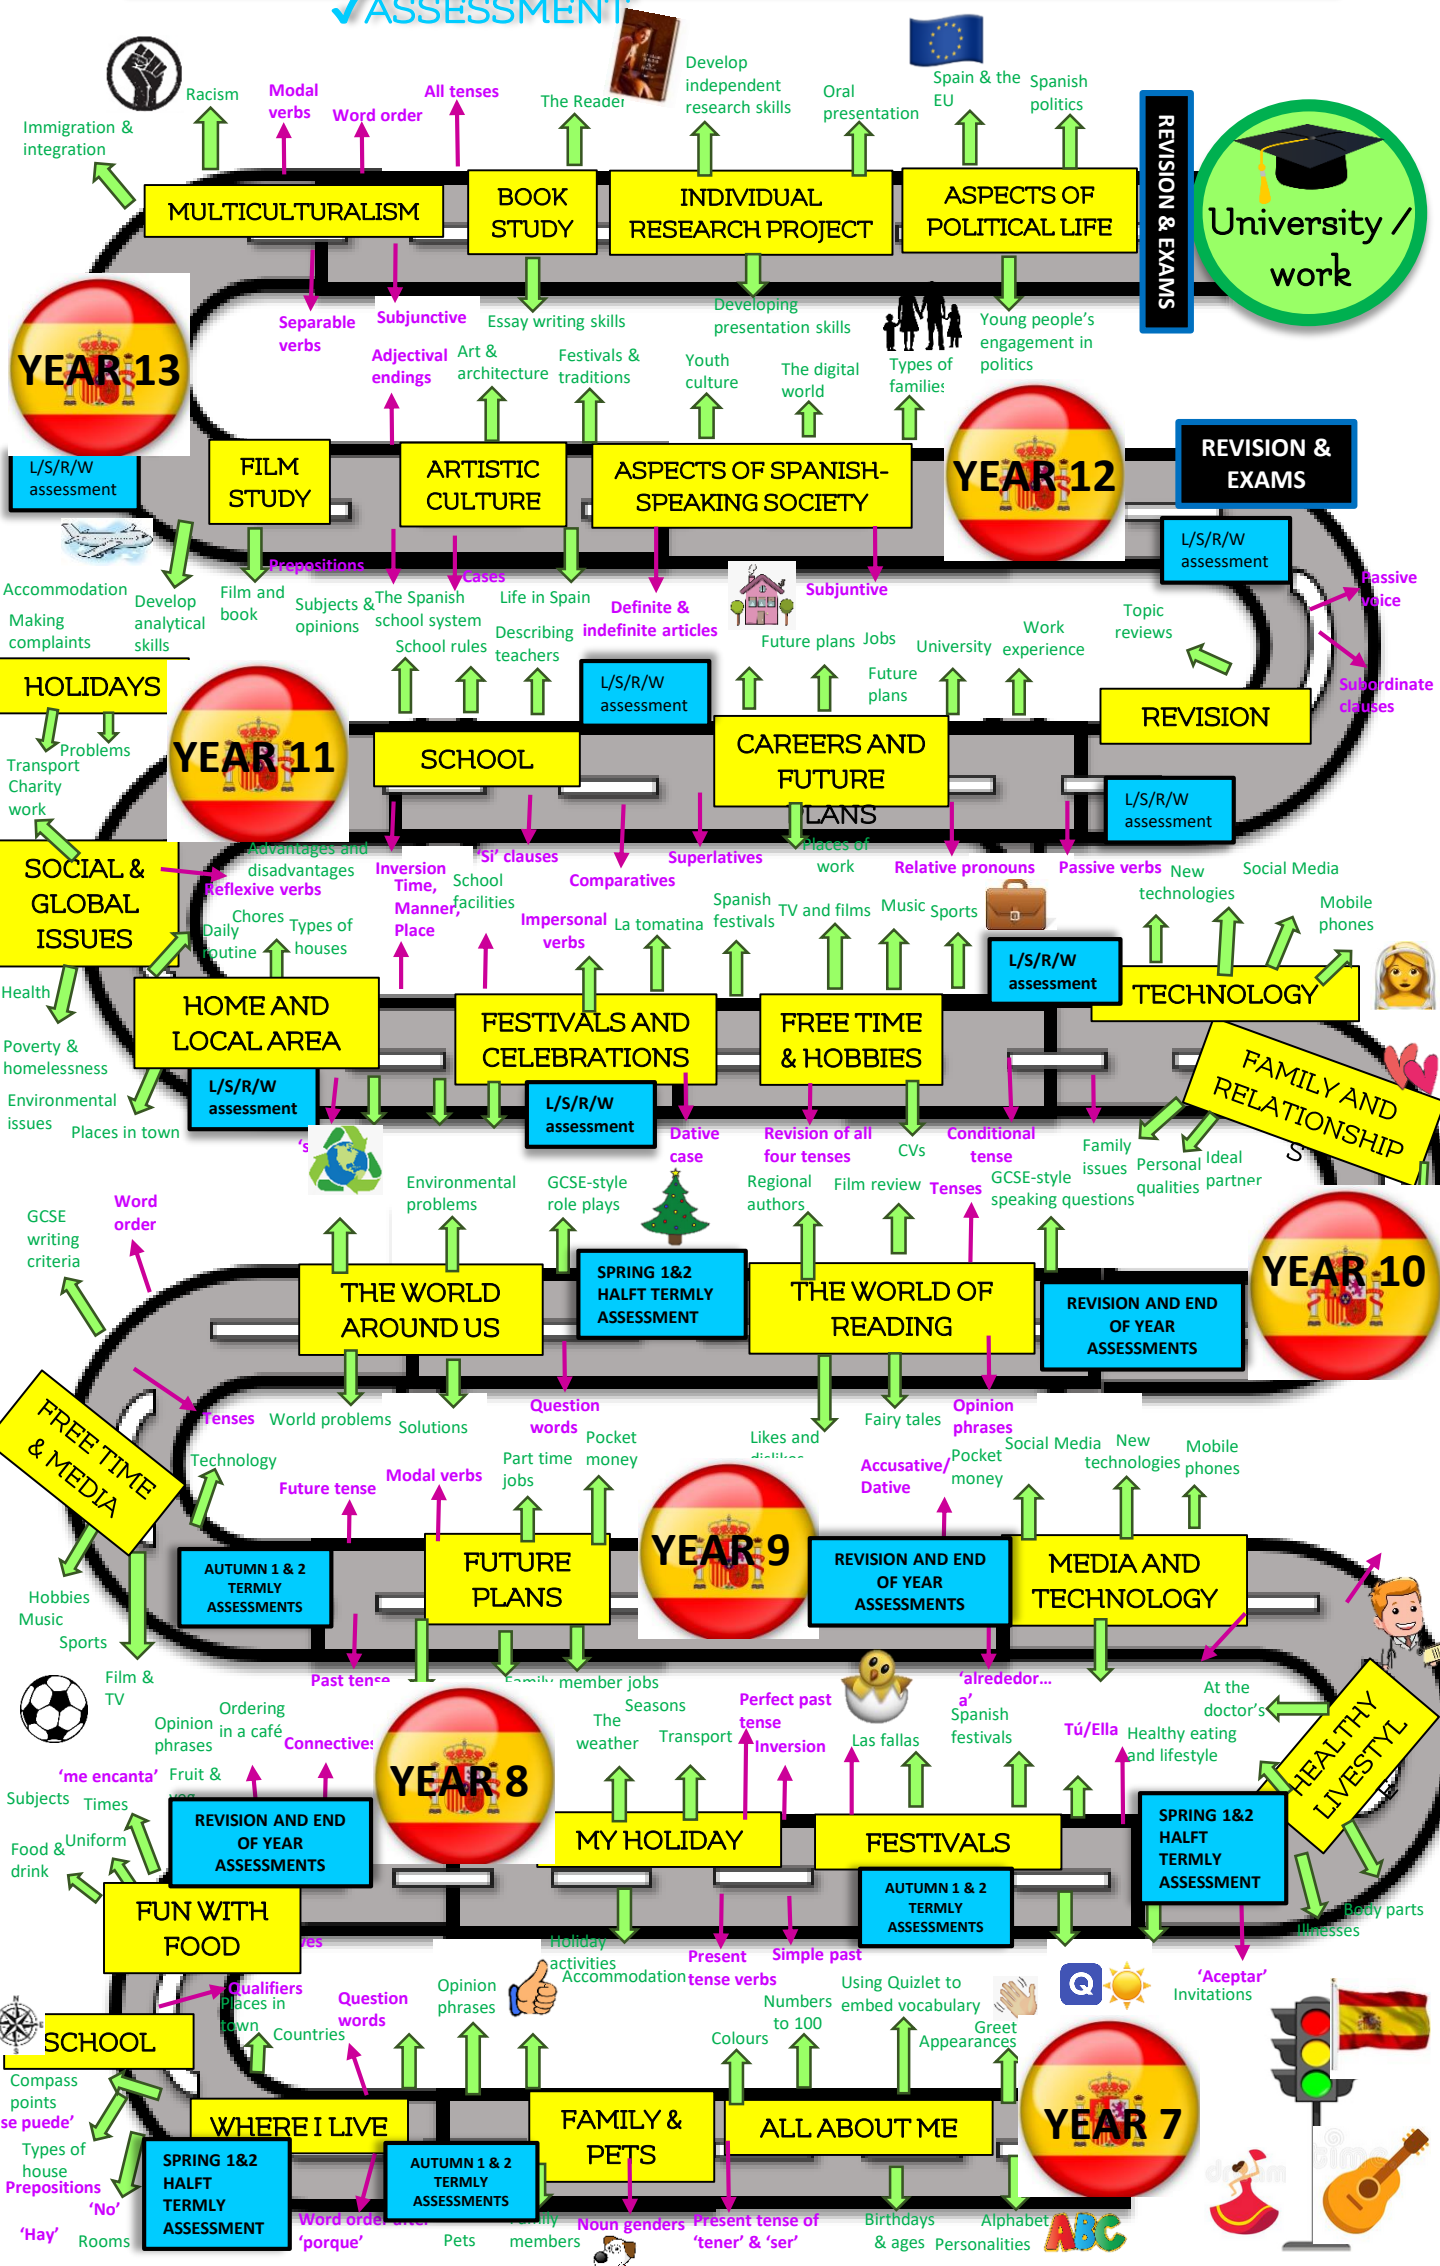 ✓ASSESSMENT
Immigration &
integration
Racism
Modal
verbs
Word order
All tenses
The Reader
Develop
independent
research skills
Oral
presentation
Spain & the
EU
Spanish
politics
MULTICULTURALISM
BOOK
STUDY
INDIVIDUAL
RESEARCH PROJECT
ASPECTS OF
POLITICAL LIFE
REVISION & EXAMS
University /
work
Separable
verbs
Subjunctive
Essay writing skills
Developing
presentation skills
Young people's
engagement in
politics
YEAR 13
Adjectival
endings
Art &
architecture
Festivals &
traditions
Youth
culture
The digital
world
Types of
families
L/S/R/W
assessment
FILM
STUDY
ARTISTIC
CULTURE
ASPECTS OF SPANISH-
SPEAKING SOCIETY
YEAR 12
REVISION &
EXAMS
L/S/R/W
assessment
Prepositions
Cases
Accommodation
Making
complaints
Develop
analytical
skills
Film and
book
Subjects &
opinions
The Spanish
school system
School rules
Life in Spain
Describing
teachers
Definite &
indefinite articles
Subjuntive
Passive
voice
Subordinate
clauses
Future plans
Jobs
Future
plans
University
Work
experience
Topic
reviews
HOLIDAYS
YEAR 11
SCHOOL
L/S/R/W
assessment
CAREERS AND
FUTURE
PLANS
REVISION
L/S/R/W
assessment
Problems
Transport
Charity
work
Advantages and
disadvantages
Reflexive verbs
Inversion
Time,
Manner,
Place
School
facilities
'Si' clauses
Comparatives
Superlatives
Places of
work
Relative pronouns
Passive verbs
SOCIAL &
GLOBAL
ISSUES
Daily
routine
Chores
Types of
houses
Impersonal
verbs
La tomatina
Spanish
festivals
TV and films
Music
Sports
New
technologies
Social Media
Mobile
phones
Health
Poverty &
homelessness
Environmental
issues
Places in town
HOME AND
LOCAL AREA
FESTIVALS AND
CELEBRATIONS
FREE TIME
& HOBBIES
L/S/R/W
assessment
TECHNOLOGY
FAMILY AND
RELATIONSHIP
S
L/S/R/W
assessment
L/S/R/W
assessment
's
Dative
case
Revision of all
four tenses
CVs
Conditional
tense
Family
issues
Personal
qualities
Ideal
partner
GCSE
writing
criteria
Word
order
Environmental
problems
GCSE-style
role plays
Regional
authors
Film review
Tenses
GCSE-style
speaking questions
THE WORLD
AROUND US
SPRING 1&2
HALFT TERMLY
ASSESSMENT
THE WORLD OF
READING
REVISION AND END
OF YEAR
ASSESSMENTS
YEAR 10
FREE TIME
& MEDIA
Tenses
World problems
Solutions
Question
words
Likes and
dislikes
Fairy tales
Opinion
phrases
Technology
Future tense
Modal verbs
Part time
jobs
Pocket
money
Accusative/
Dative
Pocket
money
Social Media
New
technologies
Mobile
phones
AUTUMN 1 & 2
TERMLY
ASSESSMENTS
FUTURE
PLANS
YEAR 9
REVISION AND END
OF YEAR
ASSESSMENTS
MEDIA AND
TECHNOLOGY
Hobbies
Music
Sports
Film &
TV
Past tense
Family member jobs
'alrededor...
a'
At the
doctor's
HEALTHY
LIVESTYL
E
Opinion
phrases
Ordering
in a café
Connectives
'me encanta'
Fruit &
veg
Subjects
Times
Uniform
Food &
drink
YEAR 8
The
weather
Seasons
Transport
Perfect past
tense
Inversion
Las fallas
Spanish
festivals
Tú/Ella
Healthy eating
and lifestyle
REVISION AND END
OF YEAR
ASSESSMENTS
MY HOLIDAY
FESTIVALS
AUTUMN 1 & 2
TERMLY
ASSESSMENTS
SPRING 1&2
HALFT
TERMLY
ASSESSMENT
Illnesses
Body parts
FUN WITH
FOOD
ves
Holiday
activities
Accommodation
Present
tense verbs
Simple past
'Aceptar'
Invitations
Qualifiers
Places in
town
Countries
Question
words
Opinion
phrases
Colours
Numbers
to 100
Using Quizlet to
embed vocabulary
Q
Greet
Appearances
N
E
S
SCHOOL
Compass
points
se puede'
Types of
house
Prepositions
'No'
'Hay'
Rooms
WHERE I LIVE
FAMILY &
PETS
ALL ABOUT ME
YEAR 7
SPRING 1&2
HALFT
TERMLY
ASSESSMENT
AUTUMN 1 & 2
TERMLY
ASSESSMENTS
Word order after
'porque'
Pets
Family
members
Noun genders
Present tense of
'tener' & 'ser'
Birthdays
& ages
Alphabet
Personalities
ABC